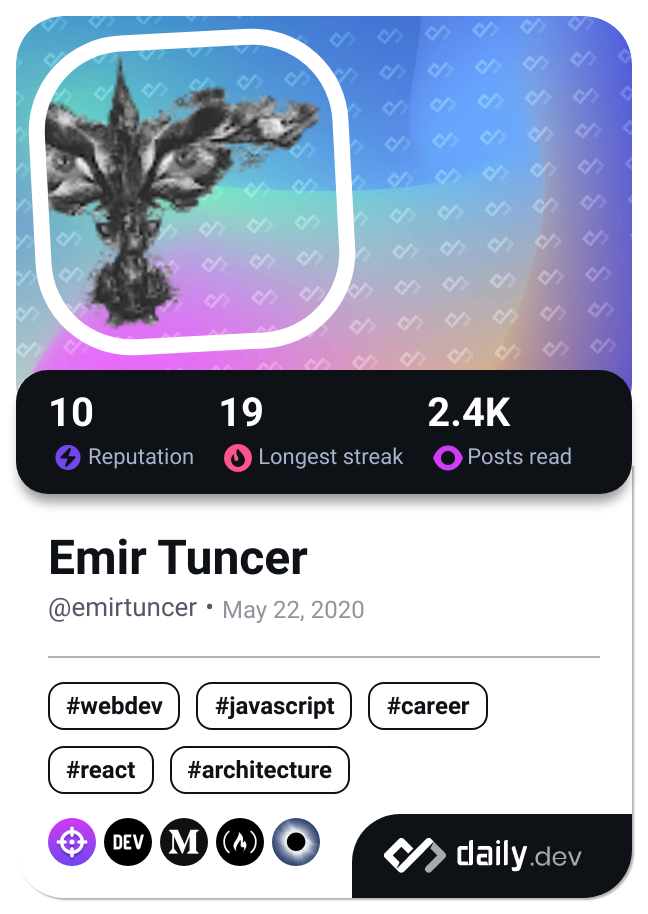 10 19 2.4K
Reputation Longest streak Posts read
Emir Tuncer
@emirtuncer • May 22, 2020
#webdev #javascript #career
#react #architecture
DEV M
daily.dev